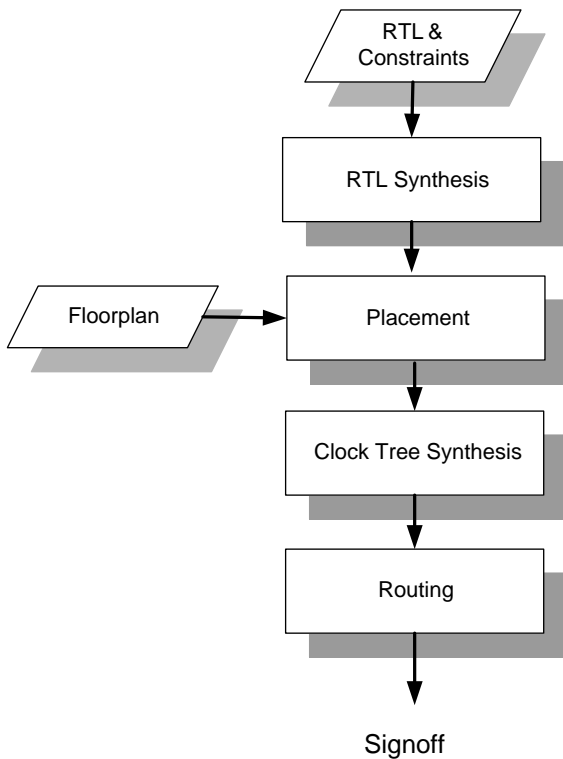 RTL &
Constraints
RTL Synthesis
Floorplan
Placement
Clock Tree Synthesis
Routing
Signoff